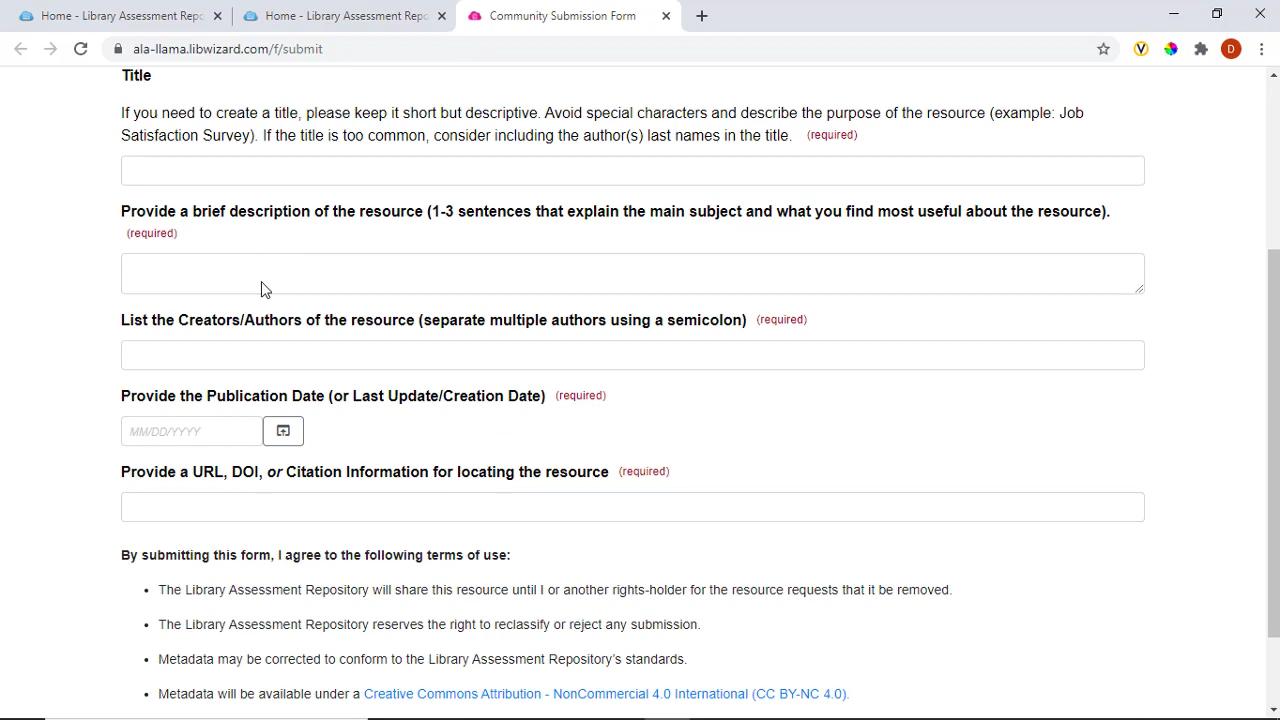 Home - Library Assessment Repo
Home - Library Assessment Repo
Community Submission Form
ala-llama.libwizard.com/f/submit
D
Title
If you need to create a title, please keep it short but descriptive. Avoid special characters and describe the purpose of the resource (example: Job
Satisfaction Survey). If the title is too common, consider including the author(s) last names in the title. (required)
Provide a brief description of the resource (1-3 sentences that explain the main subject and what you find most useful about the resource).
(required)
List the Creators/Authors of the resource (separate multiple authors using a semicolon) (required)
Provide the Publication Date (or Last Update/Creation Date) (required)
MM/DD/YYYY
Provide a URL, DOI, or Citation Information for locating the resource (required)
By submitting this form, I agree to the following terms of use:
• The Library Assessment Repository will share this resource until I or another rights-holder for the resource requests that it be removed.
• The Library Assessment Repository reserves the right to reclassify or reject any submission.
• Metadata may be corrected to conform to the Library Assessment Repository's standards.
• Metadata will be available under a Creative Commons Attribution - NonCommercial 4.0 International (CC BY-NC 4.0).